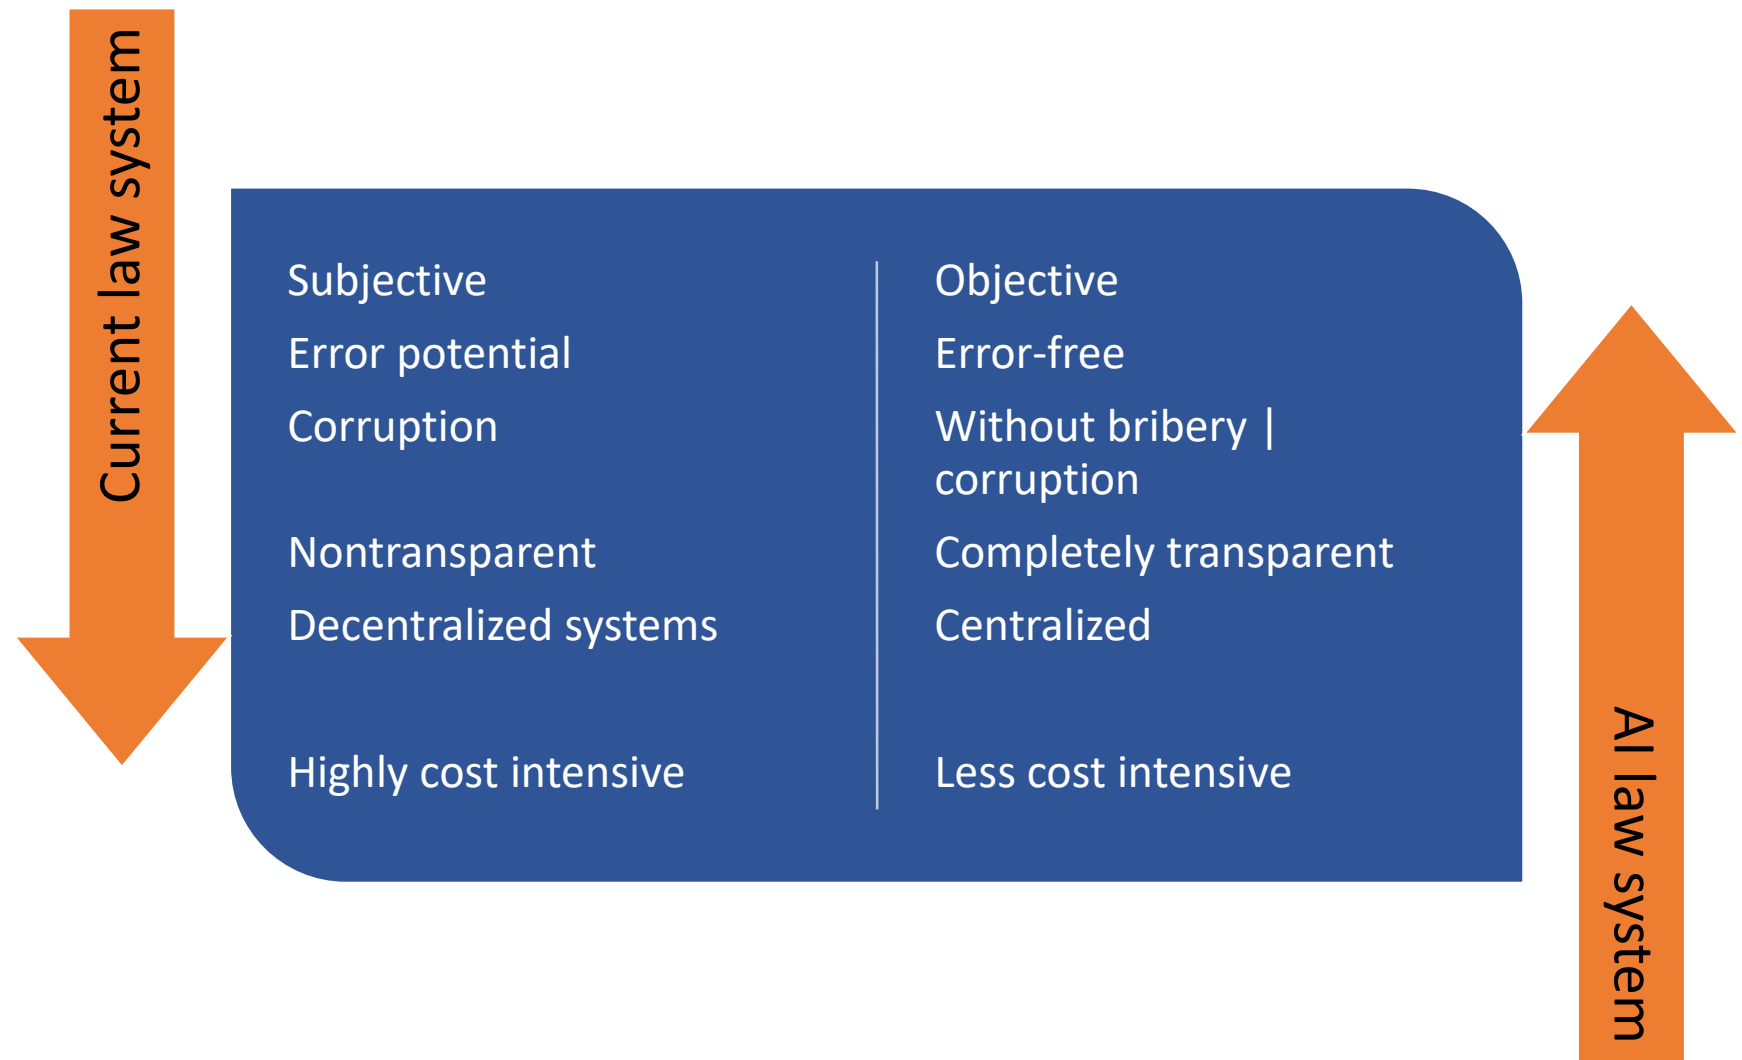 Current law system
Subjective
Error potential
Corruption
Nontransparent
Decentralized systems
Highly cost intensive
Objective
Error-free
Without bribery |
corruption
Completely transparent
Centralized
Less cost intensive
AI law system